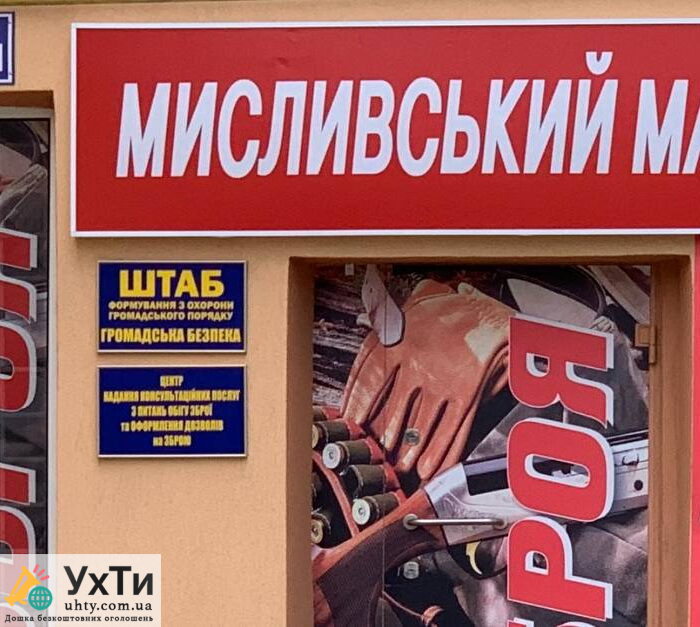 МИСЛИВСЬКИЙ МА
ШТАБ
ФОРМУВАННЯ З ОХОРОНИ
ГРОМАДСЬКОГО ПОРЯДКУ
ГРОМАДСЬКА БЕЗПЕКА
ЦЕНТР
НАДАННЯ КОНСУЛЬТАЦІЙНИХ ПОСЛУГ
З ПИТАНЬ ОБІГУ ЗБРОЇ
та ОФОРМЛЕННЯ ДОЗВОЛІВ
на ЗБРОЮ
БРОЯ
УхТи
uhty.com.ua
Дошка безкоштовних оголошень